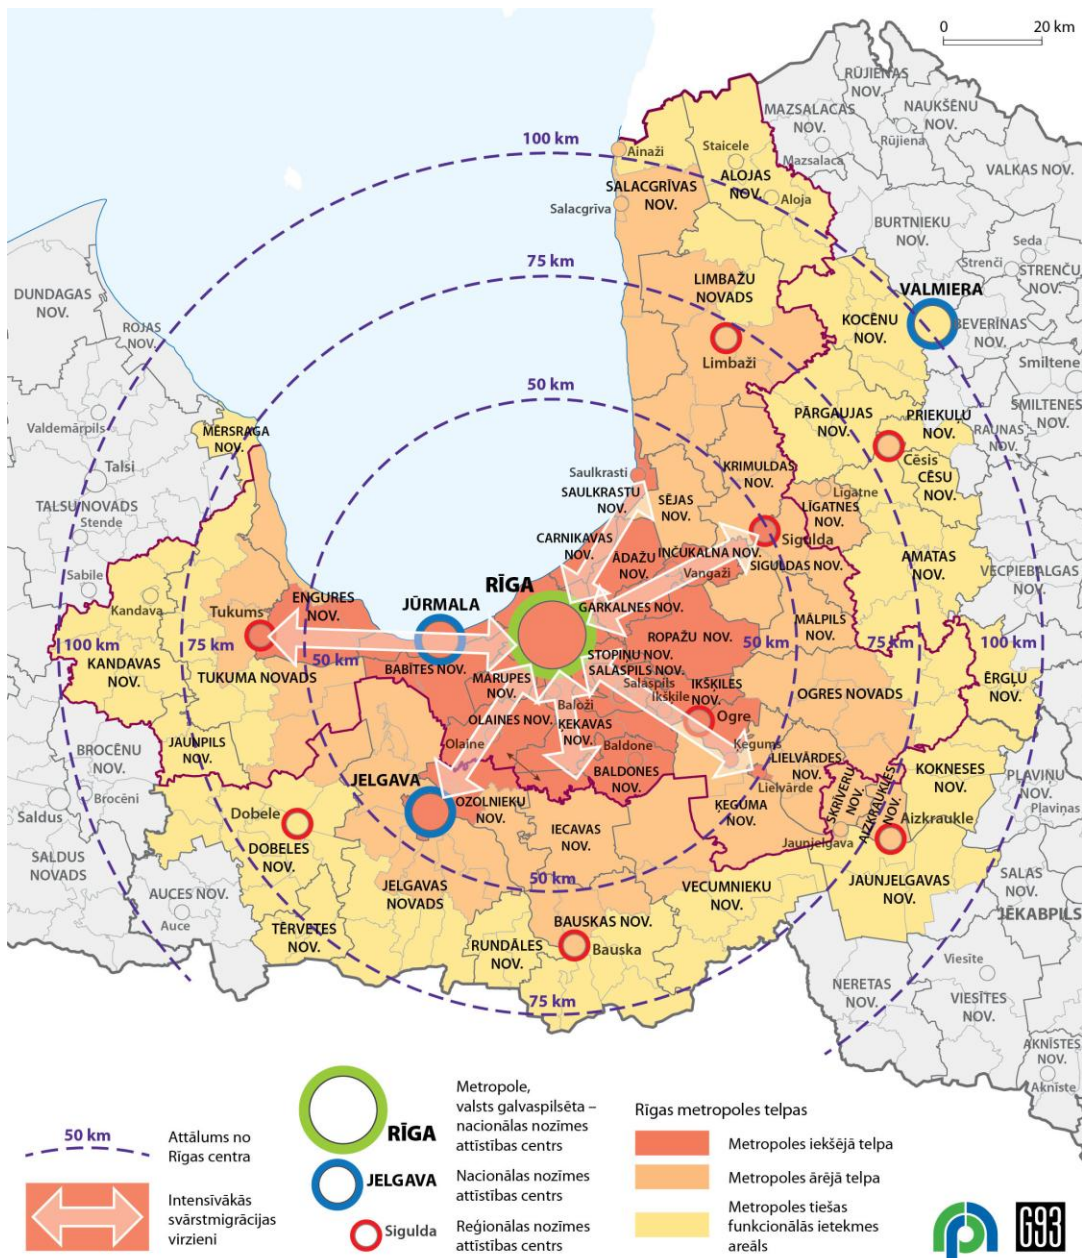 0
20 km
RŪJIENAS
NOV.
MAZSALACAS
NOV.
NAUKŠĒNU
NOV.
Rūjiena
Mazsalaca
VALKAS NOV.
100 km
Ainaži
Staicele
ALOJAS
NOV.
Aloja
SALACGRĪVAS
NOV.
Salacgrīva
BURTNIEKU
NOV.
Seda
Strenči
STRENČU
NOV.
75 km
LIMBAŽU
NOVADS
VALMIERA
DUNDAGAS
NOV.
ROJAS
NOV.
KOCĒNU
NOV.
BEVERĪNAS
NOV.
Limbaži
Smiltene
50 km
SMILTENES
NOV.
PĀRGAUJAS
NOV.
PRIEKUĻU
NOV.
RAUNAS
NOV.
Valdemārpils
MĒRSRAGA
NOV.
Cēsis
CĒSU
NOV.
Talsi
Saulkrasti
SAULKRASTU
NOV.
KRIMULDAS
NOV.
SĒJAS
NOV.
Līgatne
LĪGATNES
NOV.
TALSU NOVADS
Stende
CARNIKAVAS
NOV.
ĀDAŽU
NOV.
INČUKALNA NOV.
Vangaži
Sigulda
SIGULDAS NOV.
AMATAS
NOV.
VECPIEBALGAS
NOV.
Sabile
Kandava
RĪGA
ENGURES
NOV.
JŪRMALA
GARKALNES NOV.
Tukums
MĀLPILS
NOV.
ROPAŽU NOV.
100 km
75 km
50 km
50 km
75 km
100 km
KANDAVAS
NOV.
TUKUMA NOVADS
BABĪTES NOV.
MĀRUPES
NOV.
STOPIŅU NOV.
SALASPILS NOV.
Salaspils
Ikšķile
IKŠĶILES
NOV.
ĒRGĻU
NOV.
OGRES NOVADS
Baloži
OLAINES NOV.
ĶEKAVAS
NOV.
Ogre
JAUNPILS
NOV.
BROCĒNU
NOV.
Olaine
Baldone
Ķegums
LIELVĀRDES
NOV.
Lielvārde
KOKNESES
NOV.
PĻAVIŅU
NOV.
Pļaviņas
SKRĪVERU
NOV.
AIZKRAUKLES
NOV.
JELGAVA
BALDONES
NOV.
Brocēni
Saldus
Dobele
OZOLNIEKU
NOV.
ĶEGUMA
NOV.
Aizkraukle
IECAVAS
NOV.
Jaunjelgava
SALDUS
NOVADS
DOBELES
NOV.
AUCES NOV.
Auce
JELGAVAS
NOVADS
50 km
VECUMNIEKU
NOV.
JAUNJELGAVAS
NOV.
SALAS
NOV.
JĒKABPILS
TĒRVETES
NOV.
RUNDĀLES
NOV.
BAUSKAS NOV.
Bauska
Viesīte
NERETAS
NOV.
VIESĪTES
NOV.
75 km
AKNĪSTES
NOV.
Aknīste
50 km
Attālums no
Rīgas centra
Intensīvākās
svārstmigrācijas
virzieni
RĪGA
Metropole,
valsts galvaspilsēta –
nacionālas nozīmes
attīstības centrs
JELGAVA
Nacionālas nozīmes
attīstības centrs
Sigulda
Reģionālas nozīmes
attīstības centrs
Rīgas metropoles telpas
Metropoles iekšējā telpa
Metropoles ārējā telpa
Metropoles tiešas
funkcionālās ietekmes
areāls
G93